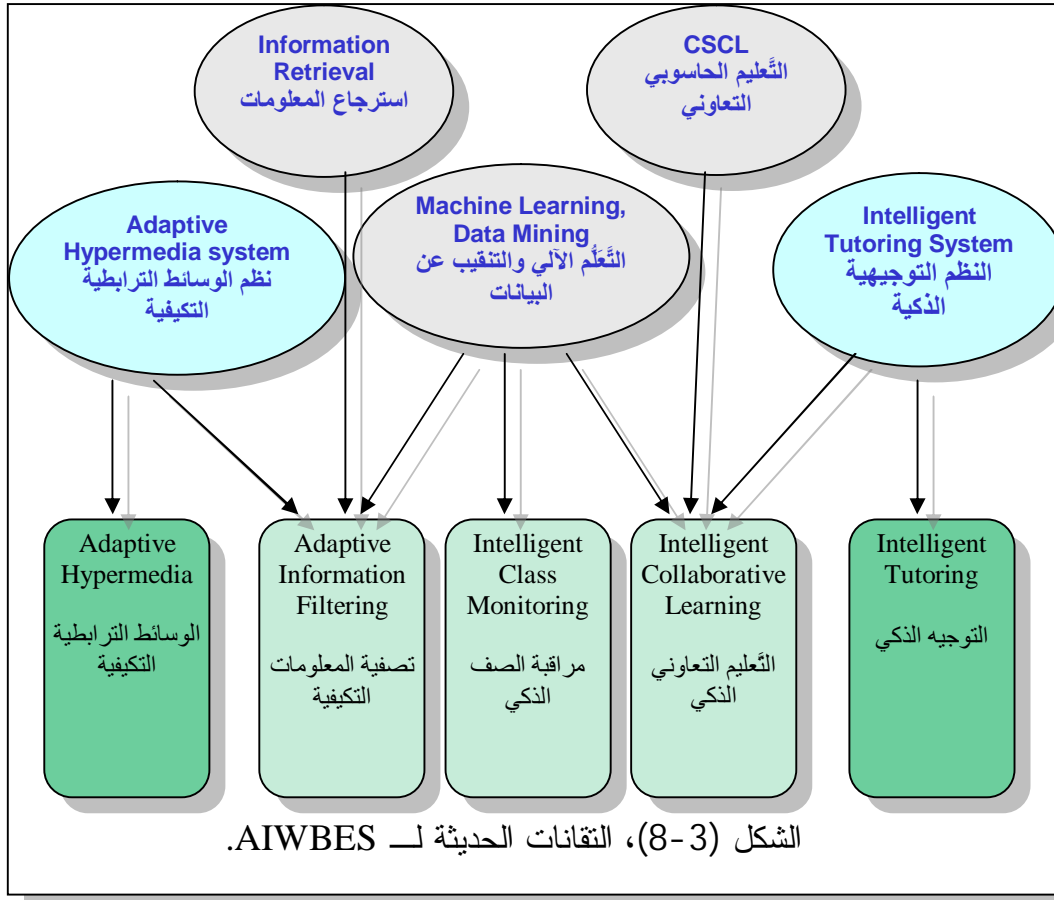 Information
Retrieval
استرجاع المعلومات
CSCL
التَّعليم الحاسوبي
التعاوني
Adaptive
Hypermedia system
نظم الوسائط الترابطية
التكيفية
Machine Learning,
Data Mining
التَّعَلُّم الآلي والتنقيب عن
البيانات
Intelligent
Tutoring System
النظم التوجيهية
الذكية
Adaptive
Hypermedia
الوسائط الترابطية
التكيفية
Adaptive
Information
Filtering
تصفية المعلومات
التكيفية
Intelligent
Class
Monitoring
مراقبة الصف
الذكي
Intelligent
Collaborative
Learning
التَّعليم التعاوني
الذكي
Intelligent
Tutoring
التوجيه الذكي
الشكل (3-8)، التقانات الحديثة لـــ AIWBES.